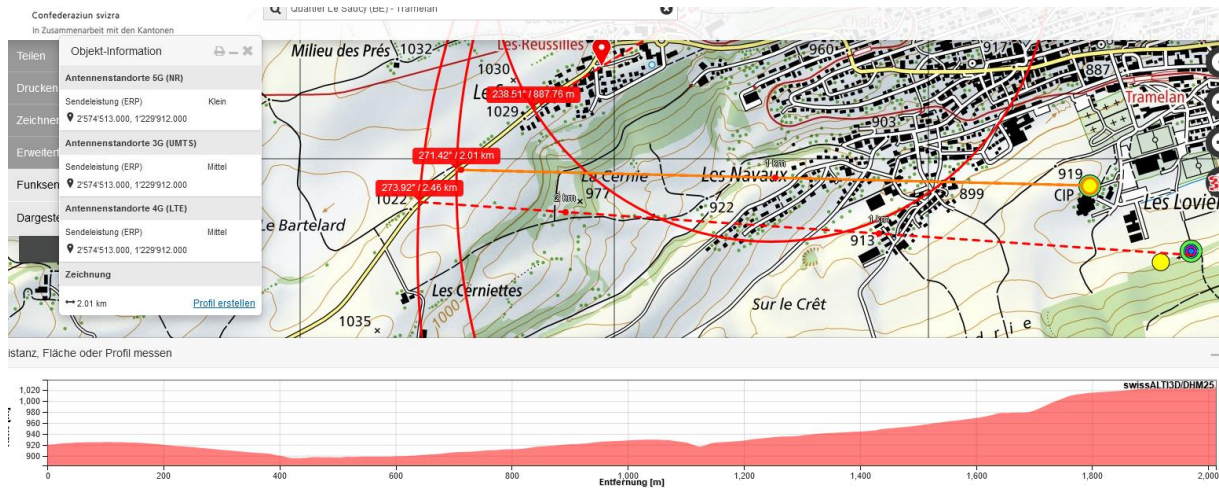 Confederaziun svizra
In Zusammenarbeit mit den Kantonen
Quartier Le Saucy (BE) - Tramelan
Teilen
Drucken
Funksen
Objekt-Information
Antennenstandorte 5G (NR)
Sendeleistung (ERP) Klein
2'574'513.000, 1'229'912.000
Antennenstandorte 3G (UMTS)
Sendeleistung (ERP) Mittel
2'574'513.000, 1'229'912.000
Antennenstandorte 4G (LTE)
Sendeleistung (ERP) Mittel
2'574'513.000, 1'229'912.000
Zeichnung
2.01 km Profil erstellen
Milieu des Prés
1032
Les Reussilles
960
917
885
1030
887
238.51° / 887.76 m
Tramelan
1029
903
271.42° / 2.01 km
1 km
La Cernie
Les Navaux
919
273.92° / 2.46 km
977
2 km
CIP
899
1022
922
Les Lovie
Le Bartelard
1 km
913
Les Cerniettes
1000
Sur le Crêt
1035
istanz, Fläche oder Profil messen
swissALTI3D/DHM25
1,020
1,000
980
960
940
920
900
0 200 400 600 800 1,000 1,200 1,400 1,600 1,800 2,000
Entfernung [m]